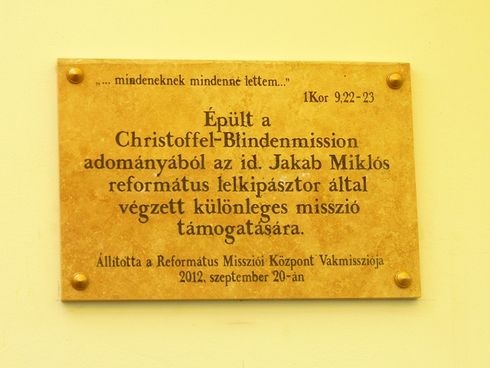 „... mindeneknek mindenné lettem..."
1Kor 9,22-23
Épült a
Christoffel-Blindenmission
adományából az id. Jakab Miklós
református lelkipásztor által
végzett különleges misszió
támogatására.
Állította a Református Missziói Központ Vakmissziója
2012. szeptember 20-án